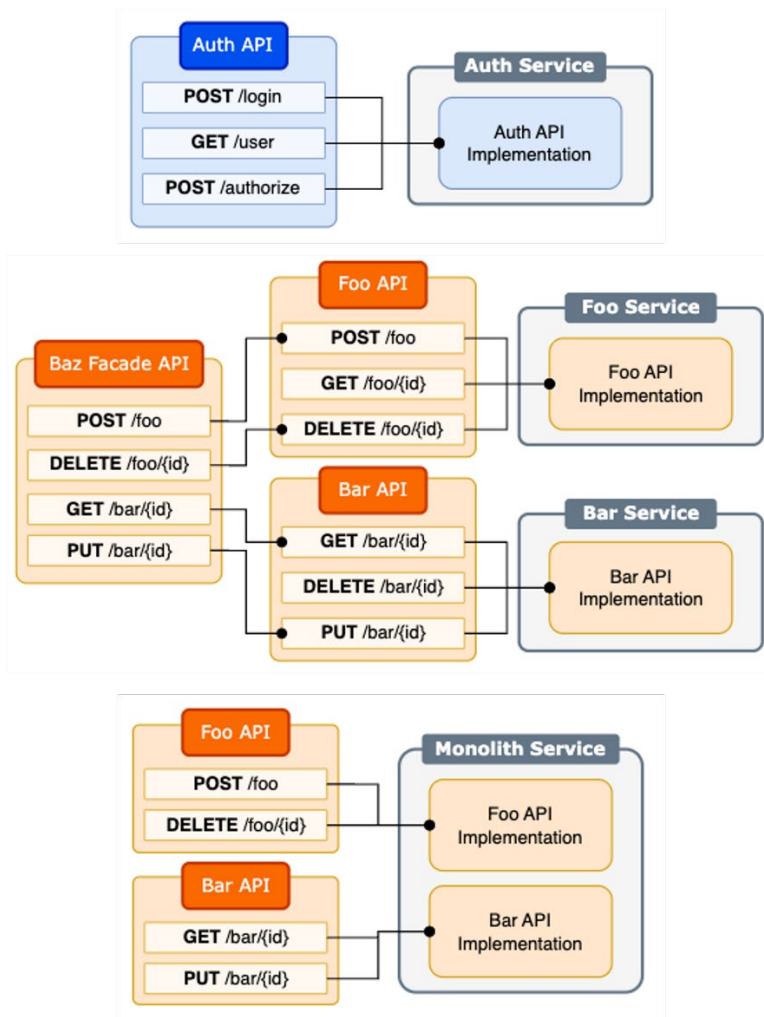 Auth API
POST /login
GET /user
POST /authorize
Auth Service
Auth API
Implementation
Baz Facade API
POST /foo
DELETE /foo/{id}
GET /bar/{id}
PUT /bar/{id}
Foo API
POST /foo
GET /foo/{id}
DELETE /foo/{id}
Foo Service
Foo API
Implementation
Bar API
GET /bar/{id}
DELETE /bar/{id}
PUT /bar/{id}
Bar Service
Bar API
Implementation
Foo API
POST /foo
DELETE /foo/{id}
Bar API
GET /bar/{id}
PUT /bar/{id}
Monolith Service
Foo API
Implementation
Bar API
Implementation